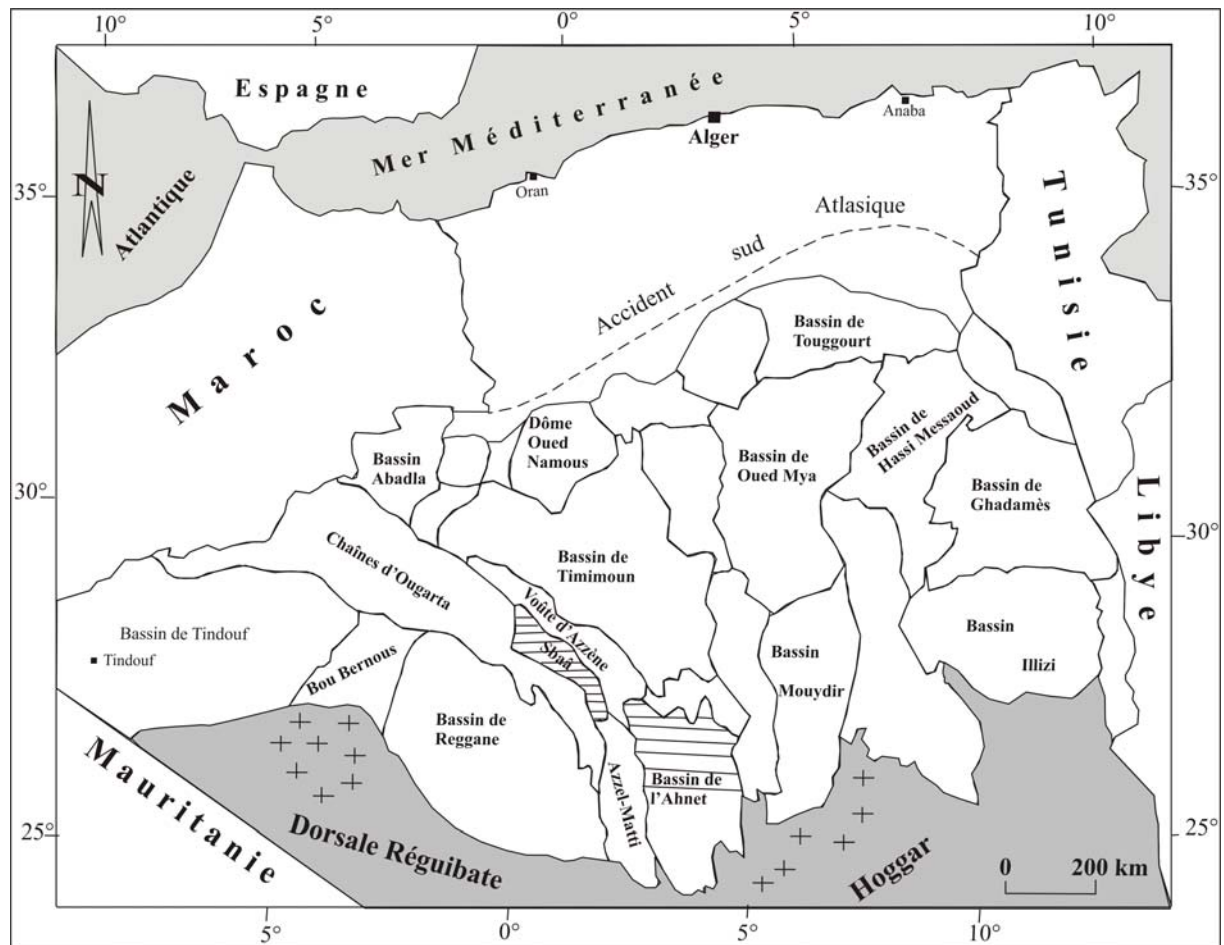 10°
5°
0°
5°
10°
Espagne
Mer Méditerranée
Anaba
Alger
N
Oran
35°
35°
Atlantique
Tunisie
Atlasique
sud
Accident
Maroc
Bassin de
Touggourt
Dôme
Oued
Namous
Bassin
Abadla
Bassin de
Oued Mya
Bassin de
Hassi Messaoud
Bassin de
Ghadamès
30°
30°
Libye
Chaînes d'Ougarta
Bassin de
Timimoun
Voûte d'Azzène
Sbaâ
Bassin de Tindouf
Tindouf
Bou Bernous
Bassin
Illizi
Bassin
Mouydir
Bassin de
Reggane
Azzel-Matti
Bassin de
l'Ahnet
Mauritanie
25°
25°
Dorsale Réguibate
Hoggar
0 200 km
5°
0°
5°
10°